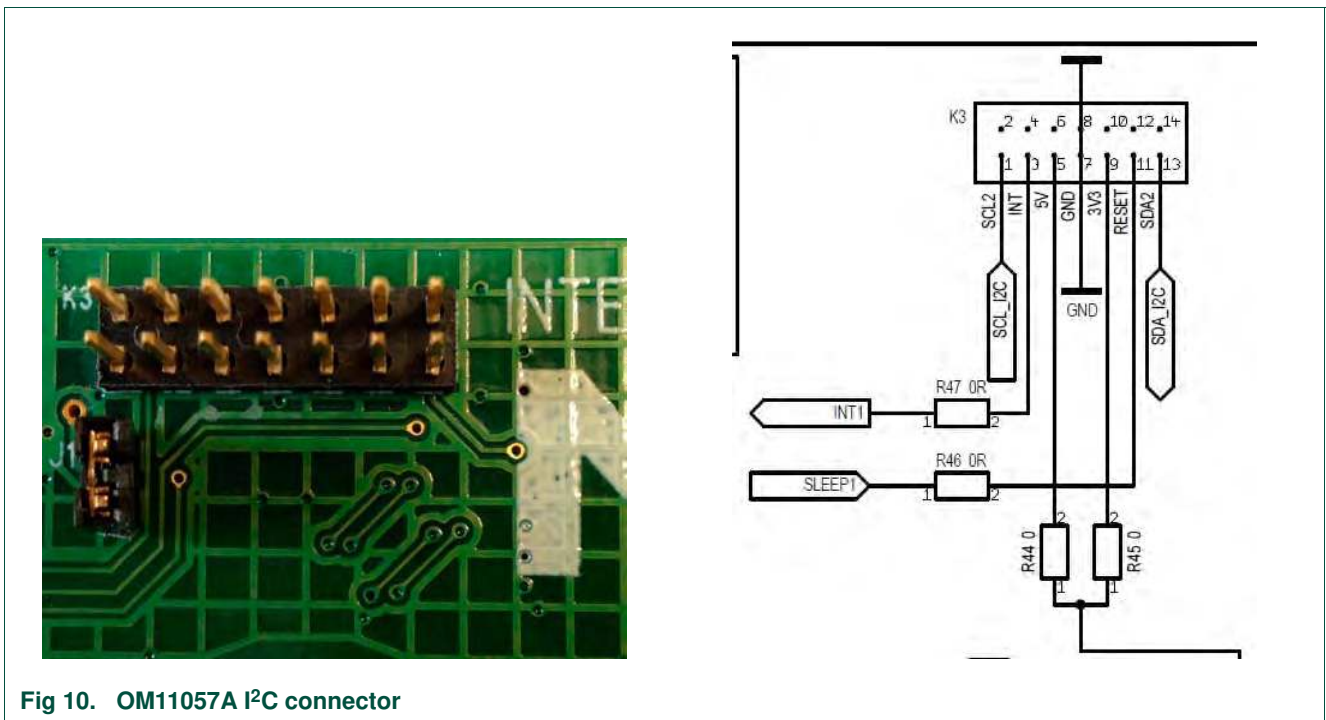 K3
INTE
J1
K3
2 4 6 8 10 12 14
1 3 5 7 9 11 13
SCL2
INT
5V
GND
3V3
RESET
SDA2
SCL_I2C
GND
SDA_I2C
R47 0R
INT1
1 2
R46 0R
SLEEP1
1 2
2 2
R44 0
R45 0
1 1
Fig 10. OM11057A I²C connector